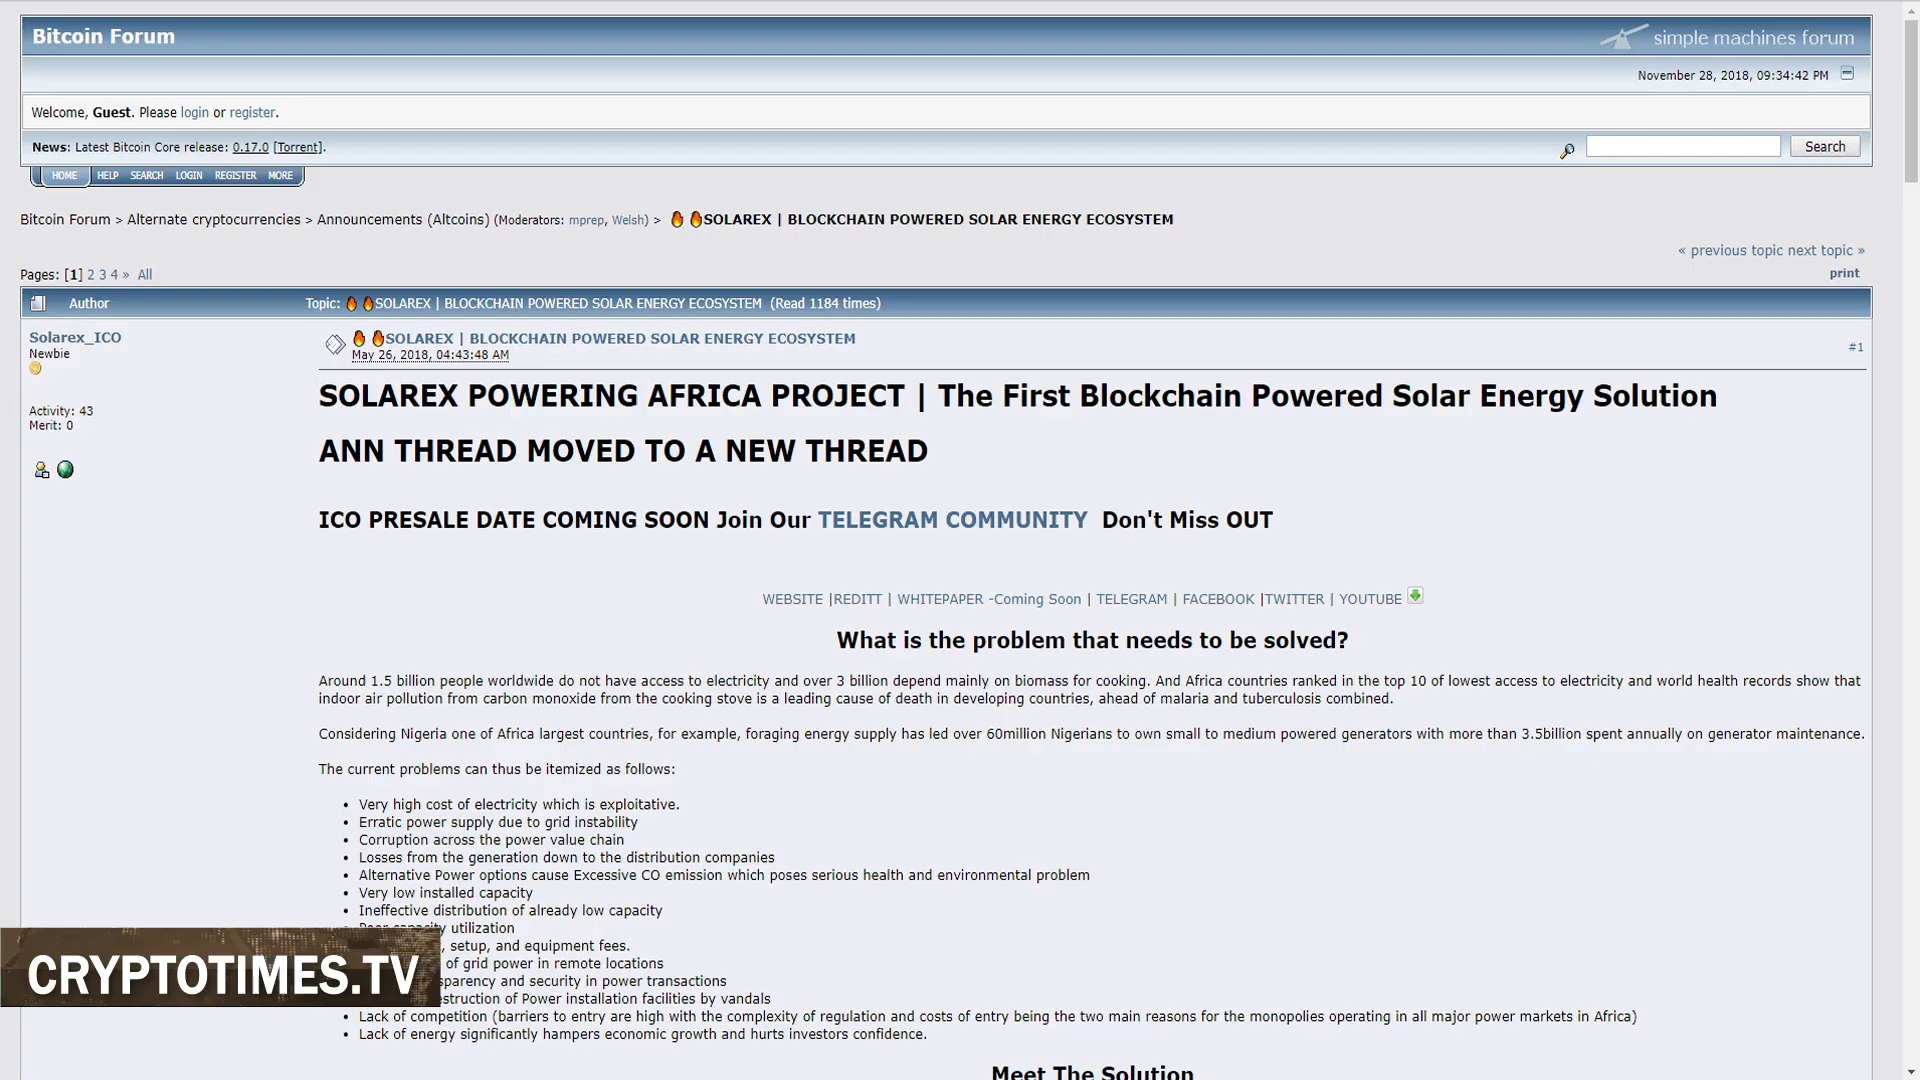 Bitcoin Forum
simple machines forum
November 28, 2018, 09:34:42 PM
Welcome, Guest. Please login or register.
News: Latest Bitcoin Core release: 0.17.0 [Torrent].
Search
HOME HELP SEARCH LOGIN REGISTER MORE
Bitcoin Forum > Alternate cryptocurrencies > Announcements (Altcoins) (Moderators: mprep, Welsh) > 🔥🔥SOLAREX | BLOCKCHAIN POWERED SOLAR ENERGY ECOSYSTEM
« previous topic next topic »
Pages: [1] 2 3 4 » All
print
Author
Topic: 🔥🔥SOLAREX | BLOCKCHAIN POWERED SOLAR ENERGY ECOSYSTEM (Read 1184 times)
Solarex_ICO
Newbie
Activity: 43
Merit: 0
🔥🔥SOLAREX | BLOCKCHAIN POWERED SOLAR ENERGY ECOSYSTEM
May 26, 2018, 04:43:48 AM
#1
SOLAREX POWERING AFRICA PROJECT | The First Blockchain Powered Solar Energy Solution
ANN THREAD MOVED TO A NEW THREAD
ICO PRESALE DATE COMING SOON Join Our TELEGRAM COMMUNITY Don't Miss OUT
WEBSITE |REDITT | WHITEPAPER -Coming Soon | TELEGRAM | FACEBOOK |TWITTER | YOUTUBE
What is the problem that needs to be solved?
Around 1.5 billion people worldwide do not have access to electricity and over 3 billion depend mainly on biomass for cooking. And Africa countries ranked in the top 10 of lowest access to electricity and world health records show that
indoor air pollution from carbon monoxide from the cooking stove is a leading cause of death in developing countries, ahead of malaria and tuberculosis combined.
Considering Nigeria one of Africa largest countries, for example, foraging energy supply has led over 60million Nigerians to own small to medium powered generators with more than 3.5billion spent annually on generator maintenance.
The current problems can thus be itemized as follows:
• Very high cost of electricity which is exploitative.
• Erratic power supply due to grid instability
• Corruption across the power value chain
• Losses from the generation down to the distribution companies
• Alternative Power options cause Excessive CO emission which poses serious health and environmental problem
• Very low installed capacity
• Ineffective distribution of already low capacity
utilization
, setup, and equipment fees.
of grid power in remote locations
and security in power transactions
of Power installation facilities by vandals
• Lack of competition (barriers to entry are high with the complexity of regulation and costs of entry being the two main reasons for the monopolies operating in all major power markets in Africa)
• Lack of energy significantly hampers economic growth and hurts investors confidence.
Meet The Solution
CRYPTOTIMES.TV